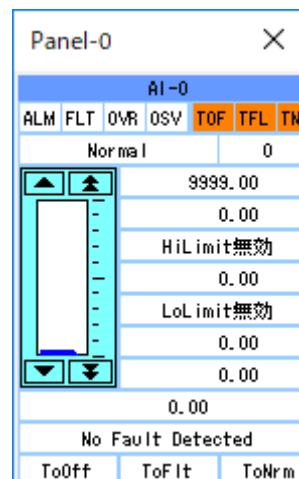 Panel-0
AI-0
ALM FLT OVR OSV TOF TFL TN
Normal 0
9999.00
0.00
HiLimit無効
0.00
LoLimit無効
0.00
0.00
0.00
No Fault Detected
ToOff ToFlt ToNrm